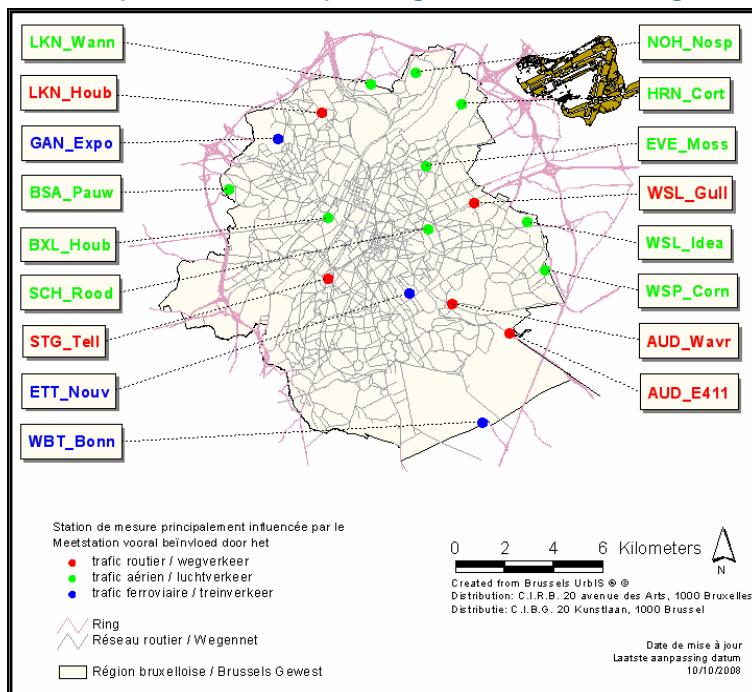 LKN_Wann
LKN_Houb
GAN_Expo
BSA_Pauw
BXL_Houb
SCH_Rood
STG_Tell
ETT_Nouv
WBT_Bonn
NOH_Nosp
HRN_Cort
EVE_Moss
WSL_Gull
WSL_Idea
WSP_Corn
AUD_Wavr
AUD_E411
Station de mesure principalement influencée par le
Meetstation vooral beïnvloed door het
trafic routier / wegverkeer
trafic aérien / luchtverkeer
trafic ferroviaire / treinverkeer
Ring
Réseau routier / Wegennet
Région bruxelloise / Brussels Gewest
0 2 4 6 Kilometers
N
Created from Brussels UrbIS ® ©
Distribution: C.I.R.B. 20 avenue des Arts, 1000 Bruxelles
Distributie: C.I.B.G. 20 Kunstlaan, 1000 Brussel
Date de mise à jour
Laatste aanpassing datum
10/10/2008